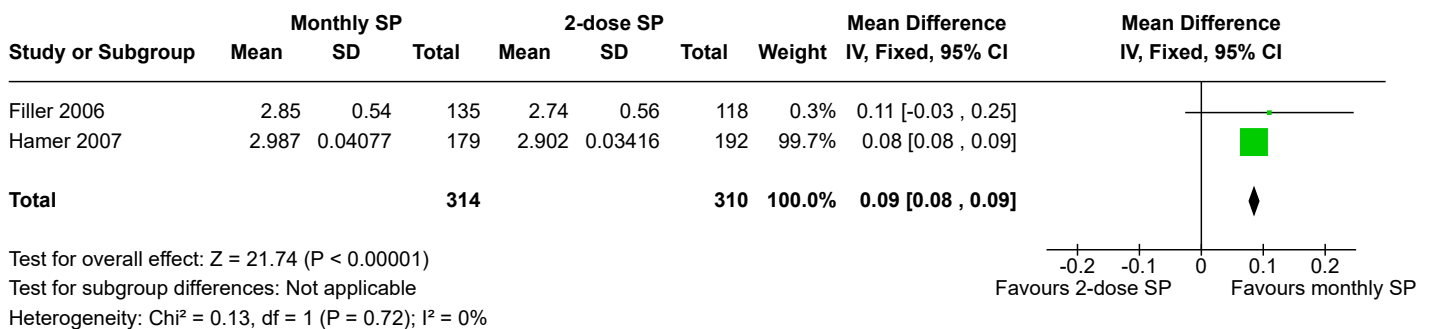 Monthly SP 2-dose SP Mean Difference Mean Difference
Study or Subgroup Mean SD Total Mean SD Total Weight IV, Fixed, 95% CI IV, Fixed, 95% CI
Filler 2006 2.85 0.54 135 2.74 0.56 118 0.3% 0.11 [-0.03 , 0.25]
Hamer 2007 2.987 0.04077 179 2.902 0.03416 192 99.7% 0.08 [0.08 , 0.09]
Total 314 310 100.0% 0.09 [0.08 , 0.09]
Test for overall effect: Z = 21.74 (P < 0.00001)
Test for subgroup differences: Not applicable
Heterogeneity: Chi² = 0.13, df = 1 (P = 0.72); I² = 0%
-0.2 -0.1 0 0.1 0.2
Favours 2-dose SP Favours monthly SP